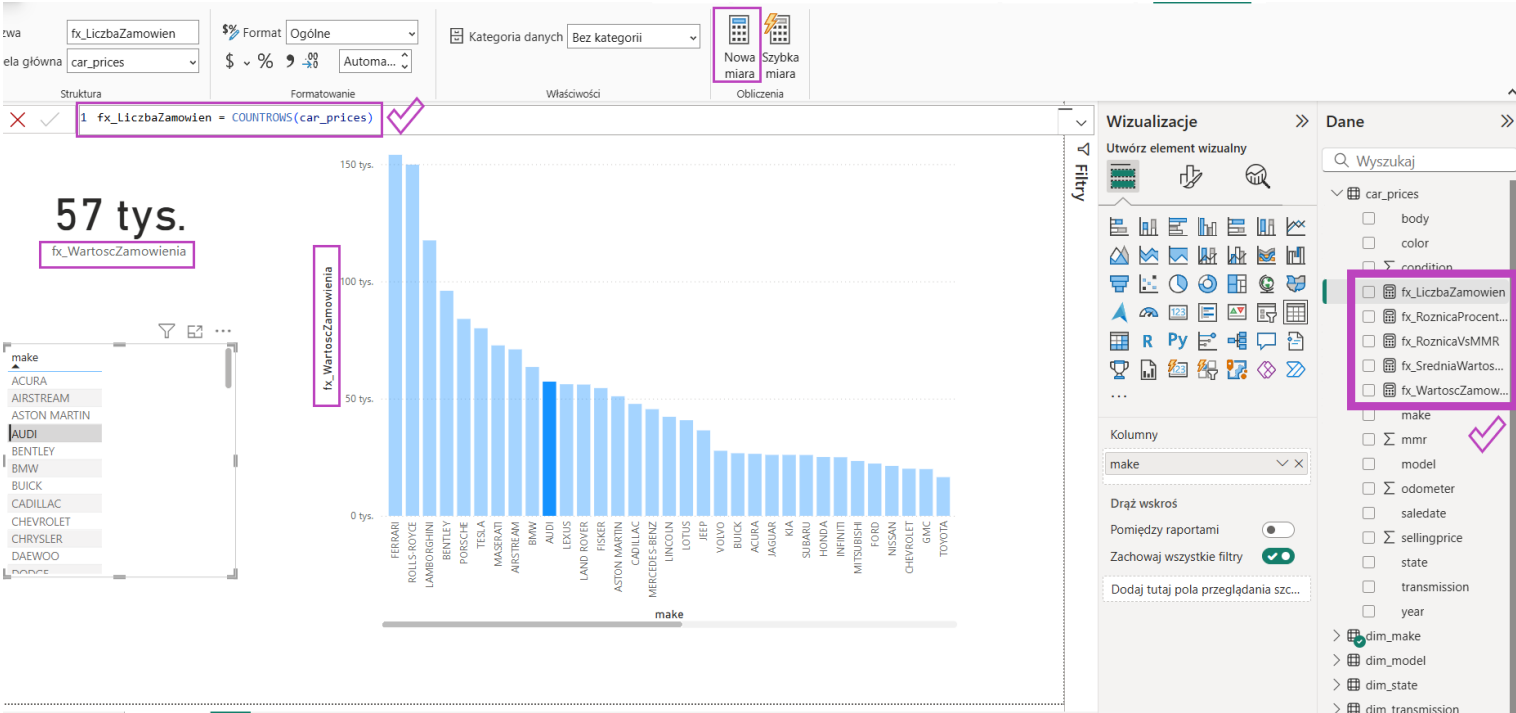 zwa
fx_LiczbaZamowien
ela główna
car_prices
Struktura
Format
Ogólne
$
%
Automa...
Formatowanie
Kategoria danych
Bez kategorii
Właściwości
Nowa
miara
Szybka
miara
Obliczenia
1 fx_LiczbaZamowien = COUNTROWS(car_prices)
57 tys.
fx_WartoscZamowienia
make
ACURA
AIRSTREAM
ASTON MARTIN
AUDI
BENTLEY
BMW
BUICK
CADILLAC
CHEVROLET
CHRYSLER
DAEWOO
DODGE
fx_WartoscZamowienia
150 tys.
100 tys.
50 tys.
0 tys.
FERRARI
ROLLS-ROYCE
LAMBORGHINI
BENTLEY
PORSCHE
TESLA
MASERATI
AIRSTREAM
BMW
AUDI
LEXUS
LAND ROVER
FISKER
ASTON MARTIN
CADILLAC
MERCEDES-BENZ
LINCOLN
LOTUS
JEEP
VOLVO
BUICK
ACURA
JAGUAR
KIA
SUBARU
HONDA
INFINITI
MITSUBISHI
FORD
NISSAN
CHEVROLET
GMC
TOYOTA
make
Filtry
Wizualizacje
Utwórz element wizualny
123
R
Py
123
...
Kolumny
make
Drąż wskroś
Pomiędzy raportami
Zachowaj wszystkie filtry
Dodaj tutaj pola przeglądania szc...
Dane
Wyszukaj
car_prices
body
color
condition
fx_LiczbaZamowien
fx_RoznicaProcent...
fx_RoznicaVsMMR
fx_SredniaWartos...
fx_WartoscZamow...
make
mmr
model
odometer
saledate
sellingprice
state
transmission
year
dim_make
dim_model
dim_state
dim_transmission